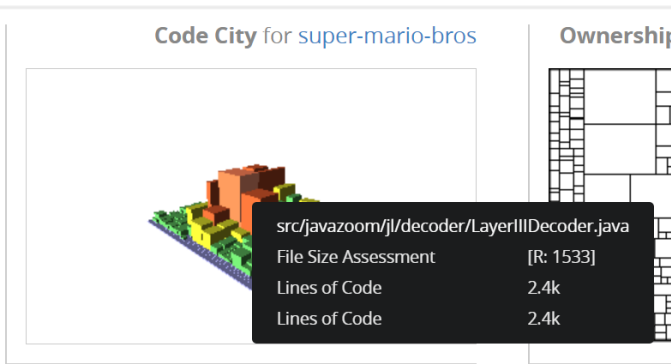 Code City for super-mario-bros
Ownership
src/javazoom/jl/decoder/LayerIIIDecoder.java
File Size Assessment [R: 1533]
Lines of Code 2.4k
Lines of Code 2.4k